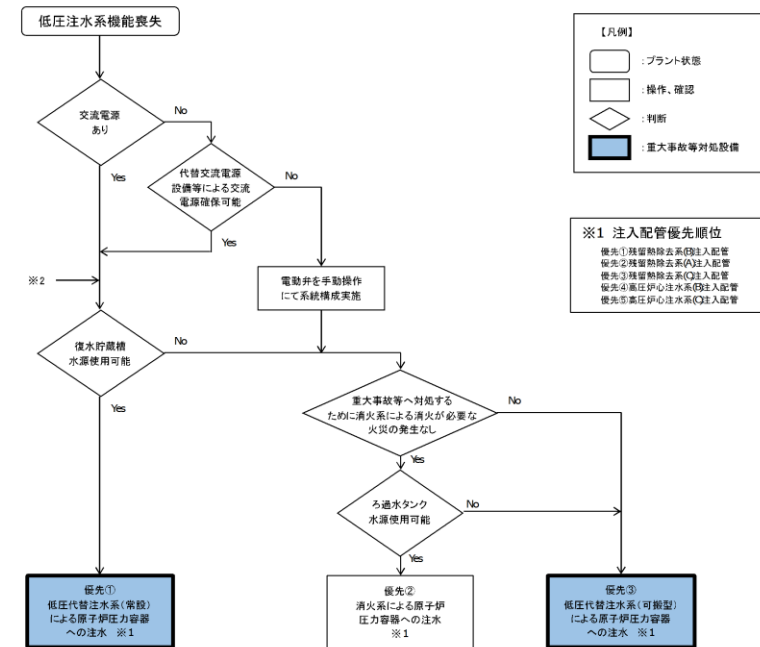 低圧注水系機能喪失
交流電源
あり
No
Yes
代替交流電源
設備等による交流
電源確保可能
No
Yes
※2
電動弁を手動操作
にて系統構成実施
復水貯蔵槽
水源使用可能
No
Yes
重大事故等へ対処する
ために消火系による消火が必要な
火災の発生なし
No
Yes
ろ過水タンク
水源使用可能
No
Yes
優先①
低圧代替注水系(常設)
による原子炉圧力容器
への注水 ※1
優先②
消火系による原子炉
圧力容器への注水
※1
優先③
低圧代替注水系(可搬型)
による原子炉圧力容器
への注水 ※1
【凡例】
:プラント状態
:操作、確認
:判断
:重大事故等対処設備
※1 注入配管優先順位
優先①残留熱除去系(B)注入配管
優先②残留熱除去系(A)注入配管
優先③残留熱除去系(C)注入配管
優先④高圧炉心注水系(B)注入配管
優先⑤高圧炉心注水系(C)注入配管